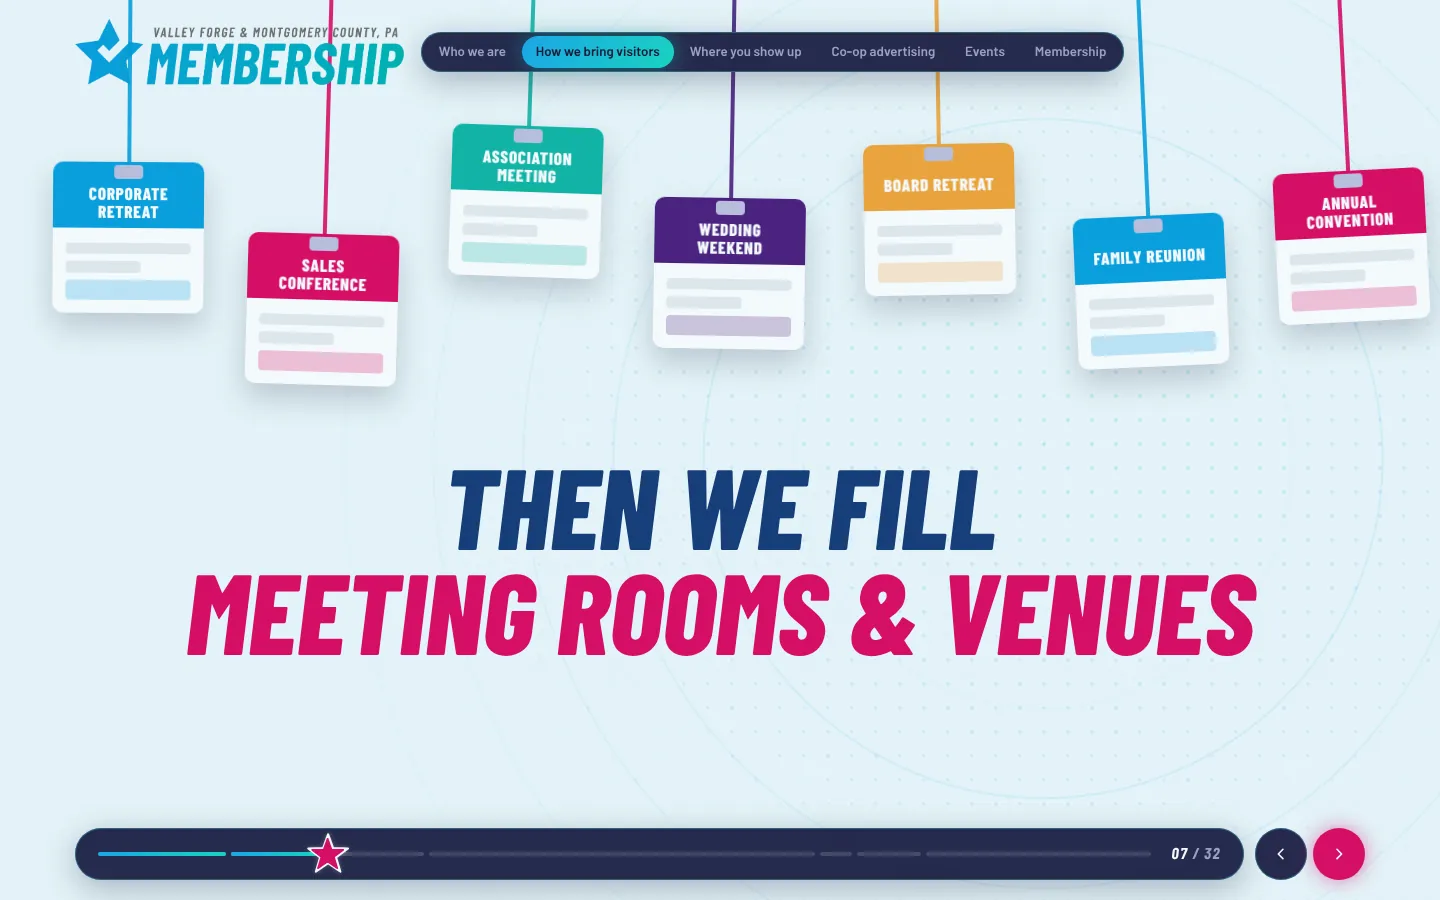 VALLEY FORGE & MONTGOMERY COUNTY, PA
MEMBERSHIP
Who we are
How we bring visitors
Where you show up
Co-op advertising
Events
Membership
CORPORATE
RETREAT
SALES
CONFERENCE
ASSOCIATION
MEETING
WEDDING
WEEKEND
BOARD RETREAT
FAMILY REUNION
ANNUAL
CONVENTION
THEN WE FILL
MEETING ROOMS & VENUES
07 / 32